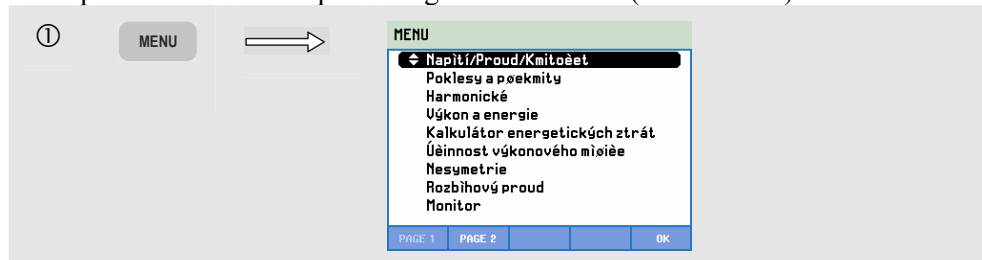 ①
MENU
MENU
Napìtí/Proud/Kmitoèet
Poklesy a pøekmity
Harmonické
Výkon a energie
Kalkulátor energetických ztrát
Úèinnost výkonového mìøièe
Nesymetrie
Rozbìhový proud
Monitor
PAGE 1 PAGE 2 OK